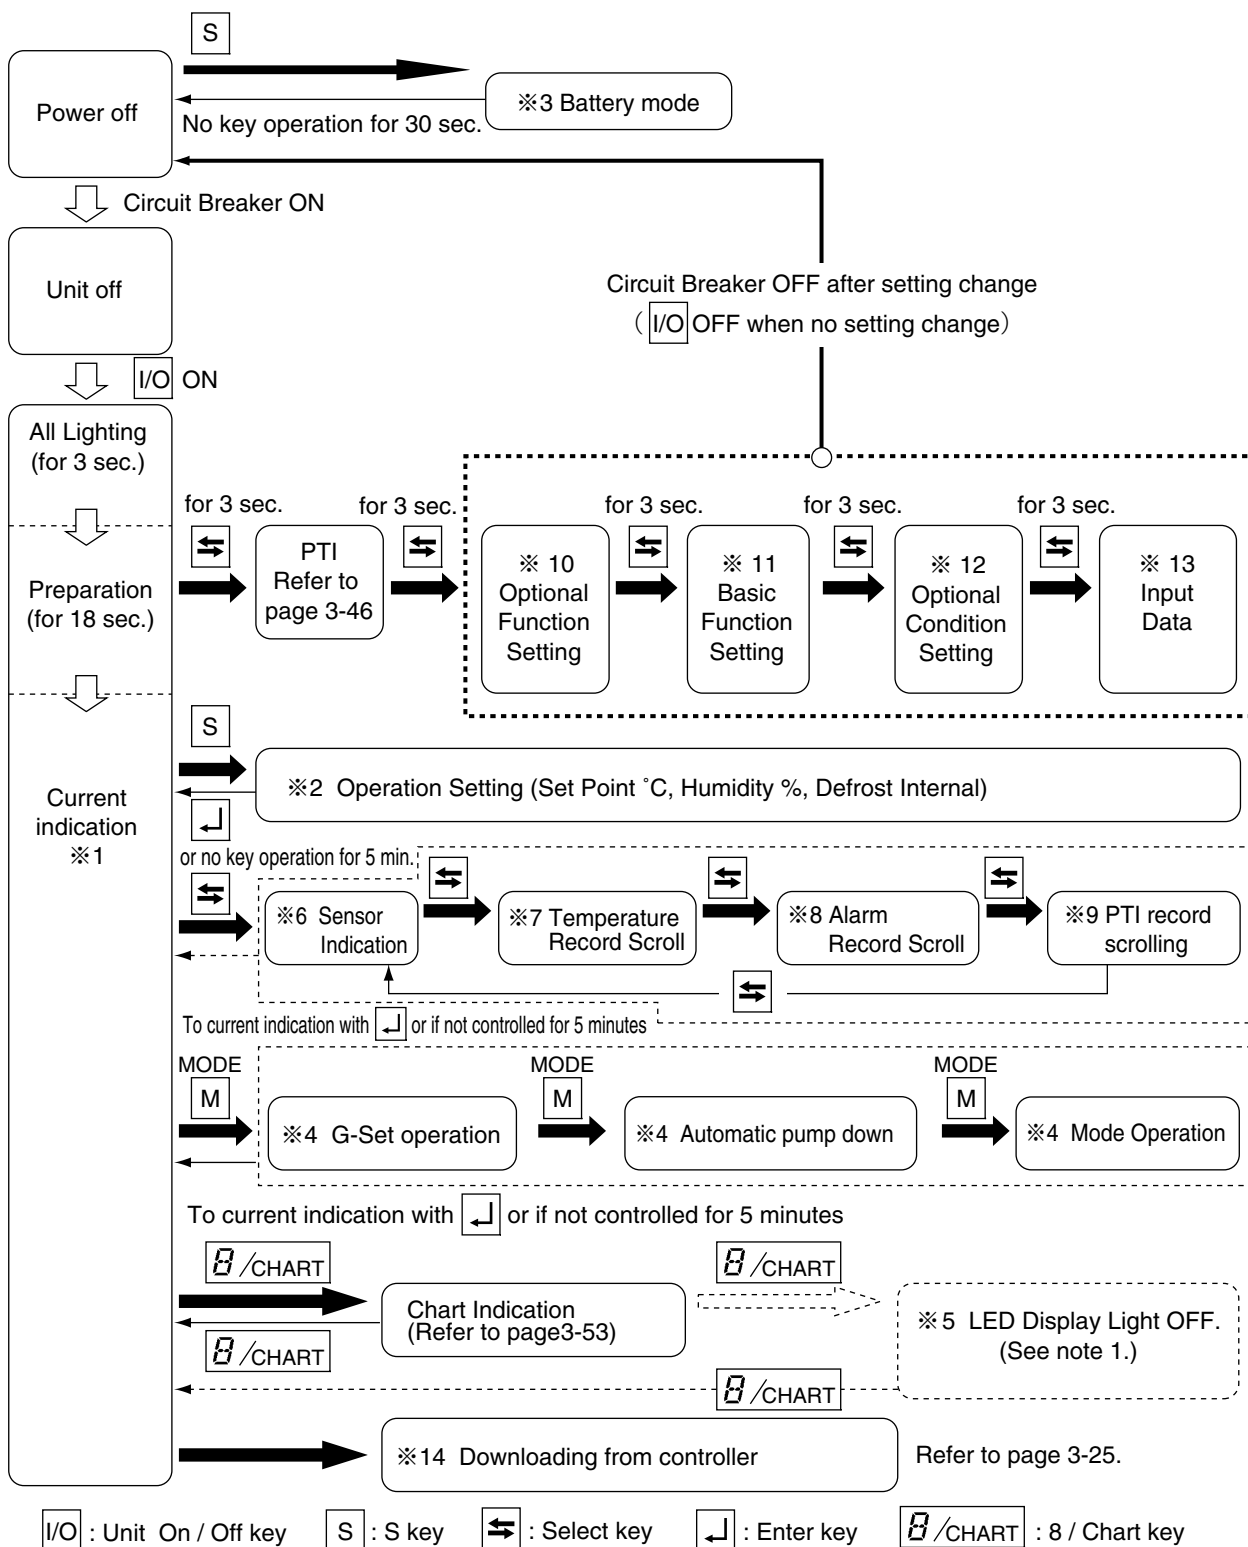 S
Power off
※3 Battery mode
No key operation for 30 sec.
Circuit Breaker ON
Unit off
Circuit Breaker OFF after setting change
( I/O OFF when no setting change)
I/O ON
All Lighting
(for 3 sec.)
for 3 sec.
for 3 sec.
for 3 sec.
for 3 sec.
for 3 sec.
Preparation
(for 18 sec.)
PTI
Refer to
page 3-46
※ 10
Optional
Function
Setting
※ 11
Basic
Function
Setting
※ 12
Optional
Condition
Setting
※ 13
Input
Data
S
※2 Operation Setting (Set Point ˚C, Humidity %, Defrost Internal)
Current
indication
※1
or no key operation for 5 min.
※6 Sensor
Indication
※7 Temperature
Record Scroll
※8 Alarm
Record Scroll
※9 PTI record
scrolling
To current indication with ↵ or if not controlled for 5 minutes
MODE
M
MODE
M
MODE
M
※4 G-Set operation
※4 Automatic pump down
※4 Mode Operation
To current indication with ↵ or if not controlled for 5 minutes
8/CHART
8/CHART
Chart Indication
(Refer to page3-53)
8/CHART
※5 LED Display Light OFF.
(See note 1.)
8/CHART
※14 Downloading from controller
Refer to page 3-25.
I/O : Unit On / Off key S : S key ⇆ : Select key ↵ : Enter key 8/CHART : 8 / Chart key